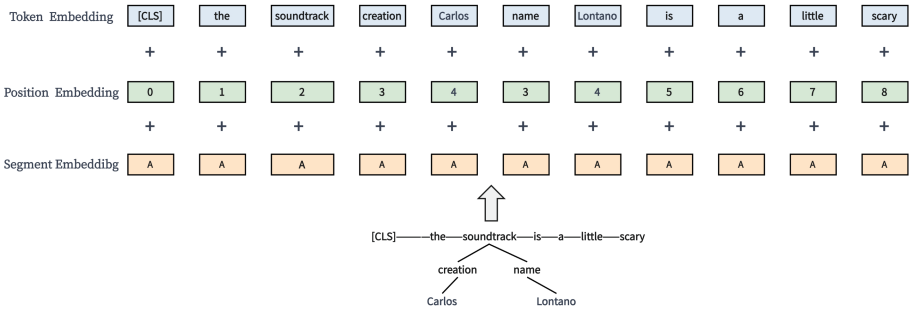 Token Embedding [CLS] the soundtrack creation Carlos name Lontano is a little scary
+ + + + + + + + + + +
Position Embedding 0 1 2 3 4 3 4 5 6 7 8
+ + + + + + + + + + +
Segment Embeddibg A A A A A A A A A A A
[CLS] the soundtrack is a little scary
creation name
Carlos Lontano